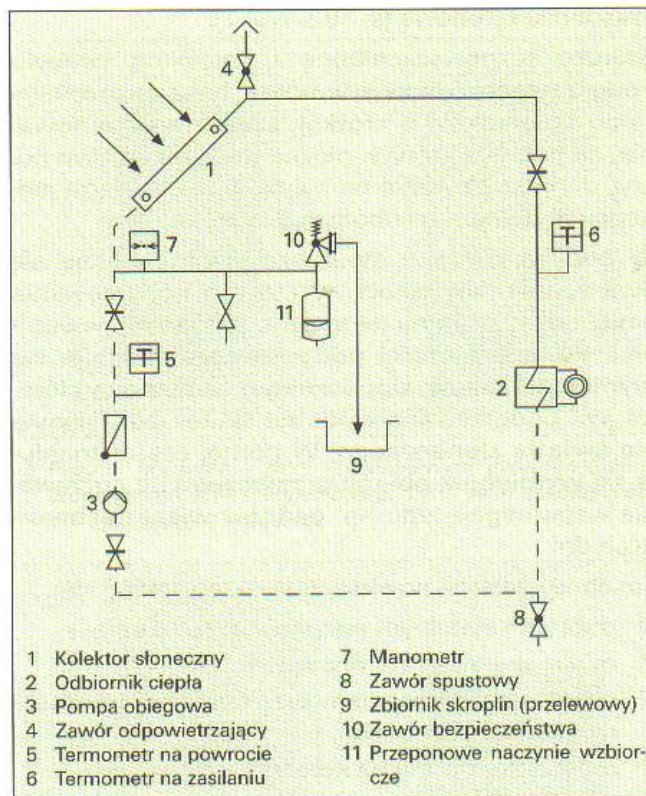 4
1
7
10
6
11
5
2
9
3
8
1 Kolektor słoneczny
2 Odbiornik ciepła
3 Pompa obiegowa
4 Zawór odpowietrzający
5 Termometr na powrocie
6 Termometr na zasilaniu
7 Manometr
8 Zawór spustowy
9 Zbiornik skroplin (przelewowy)
10 Zawór bezpieczeństwa
11 Przeponowe naczynie wzbior-
cze